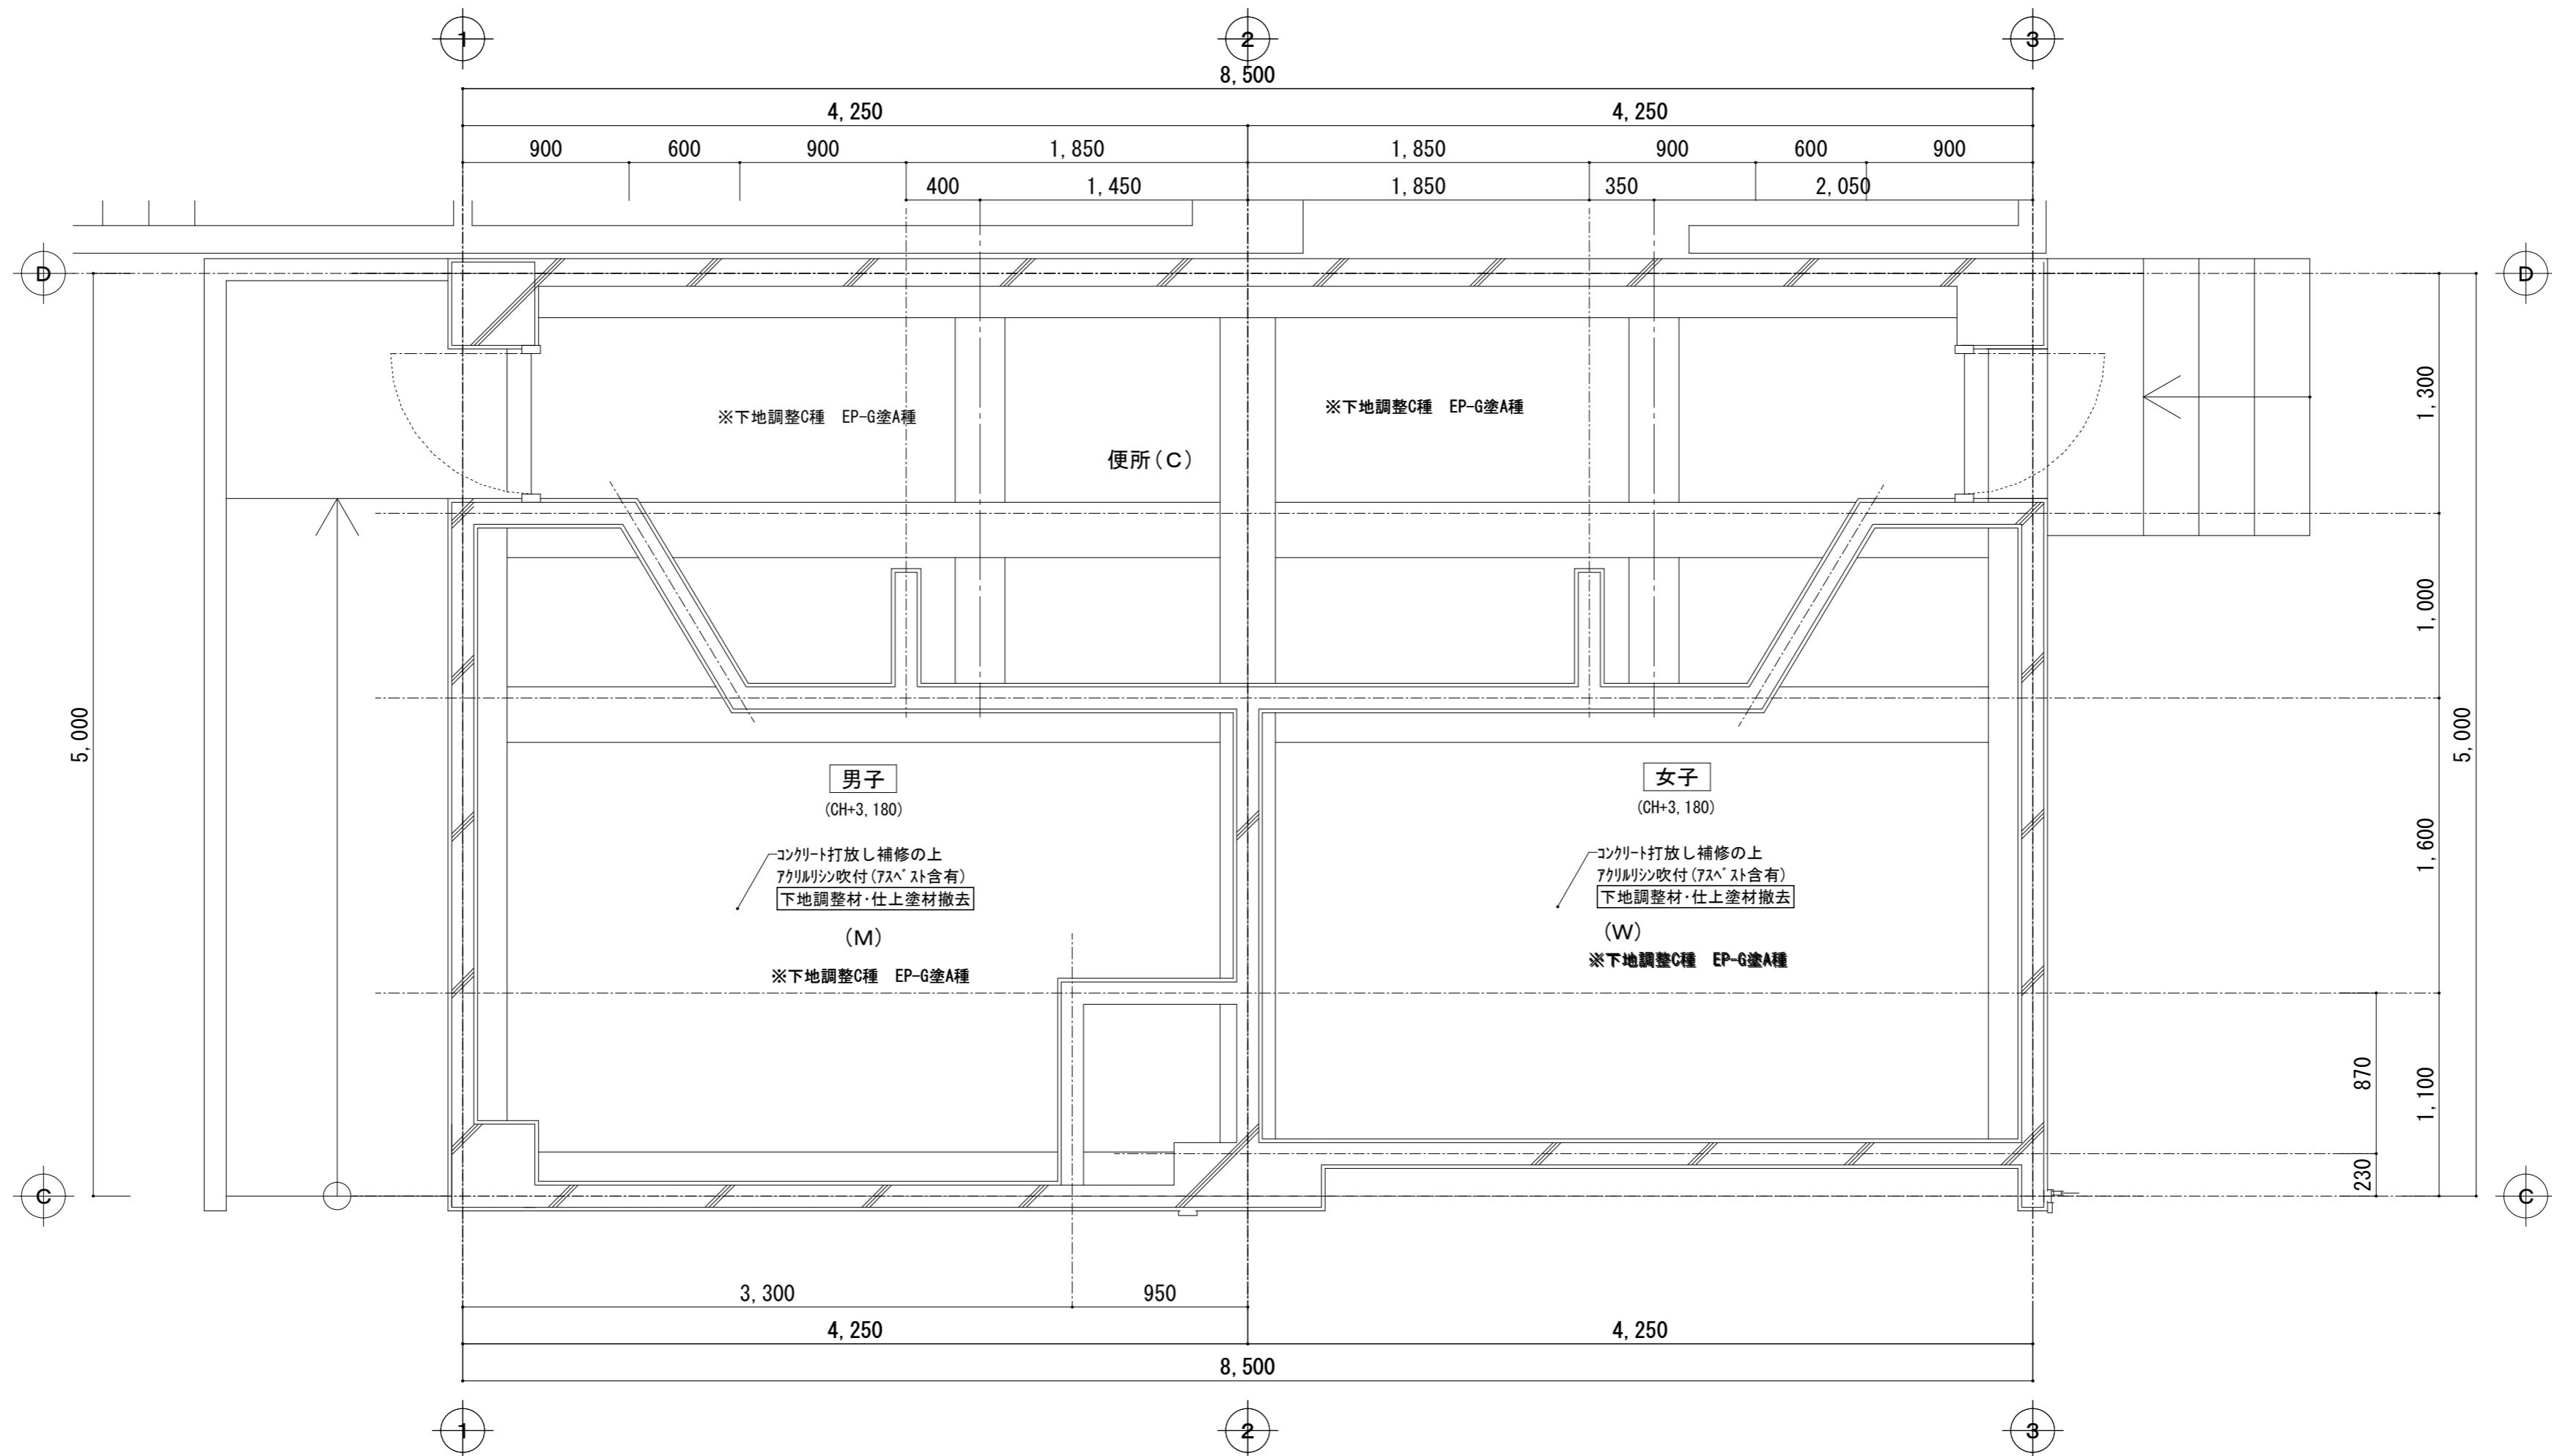 1
2
3
8,500
4,250
4,250
900
600
900
1,850
1,850
900
600
900
400
1,450
1,850
350
2,050
D
D
※下地調整C種　EP-G塗A種
※下地調整C種　EP-G塗A種
便所(C)
1,300
1,000
5,000
5,000
男子
(CH+3,180)
女子
(CH+3,180)
コンクリート打放し補修の上
アクリルリシン吹付(アスベスト含有)
下地調整材・仕上塗材撤去
コンクリート打放し補修の上
アクリルリシン吹付(アスベスト含有)
下地調整材・仕上塗材撤去
1,600
(M)
※下地調整C種　EP-G塗A種
(W)
※下地調整C種　EP-G塗A種
870
1,100
230
C
C
3,300
950
4,250
4,250
8,500
1
2
3